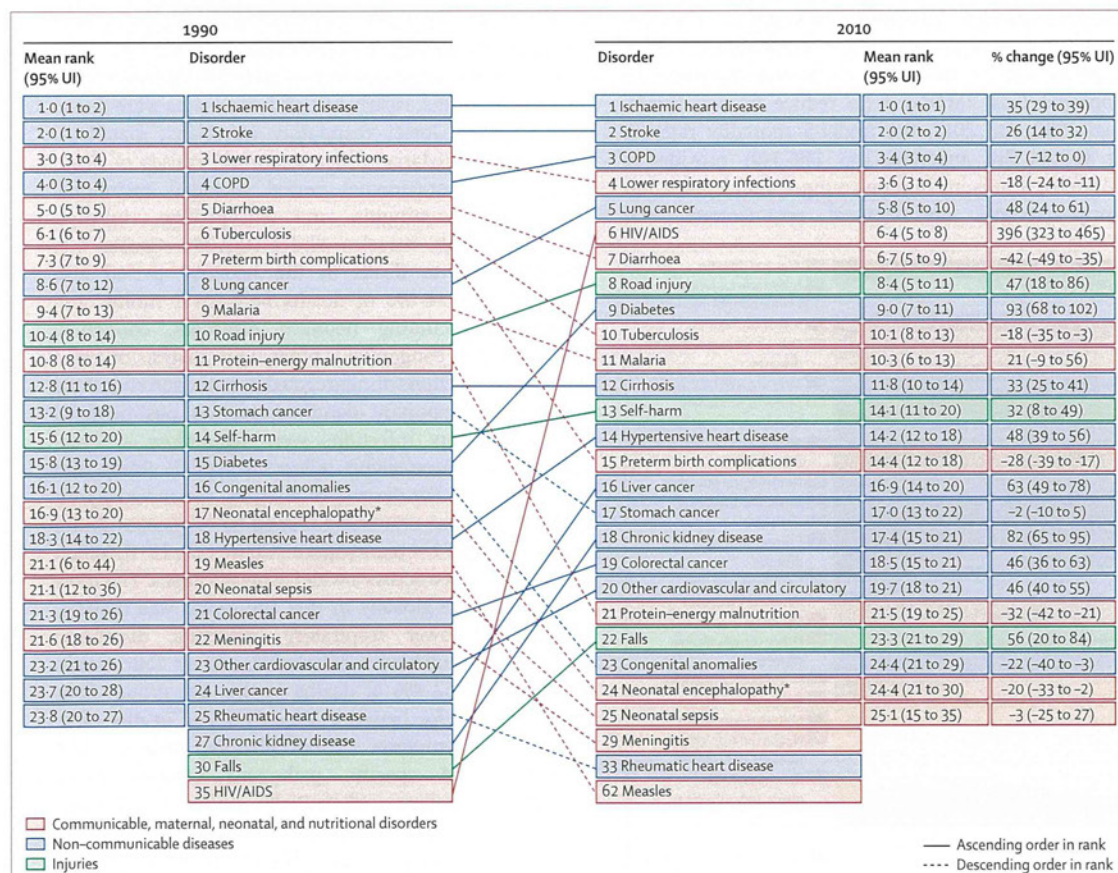 1990
2010
Mean rank (95% UI) Disorder
Disorder Mean rank (95% UI) % change (95% UI)
1·0 (1 to 2) 1 Ischaemic heart disease 1 Ischaemic heart disease 1·0 (1 to 1) 35 (29 to 39)
2·0 (1 to 2) 2 Stroke 2 Stroke 2·0 (2 to 2) 26 (14 to 32)
3·0 (3 to 4) 3 Lower respiratory infections 3 COPD 3·4 (3 to 4) –7 (–12 to 0)
4·0 (3 to 4) 4 COPD 4 Lower respiratory infections 3·6 (3 to 4) –18 (–24 to –11)
5·0 (5 to 5) 5 Diarrhoea 5 Lung cancer 5·8 (5 to 10) 48 (24 to 61)
6·1 (6 to 7) 6 Tuberculosis 6 HIV/AIDS 6·4 (5 to 8) 396 (323 to 465)
7·3 (7 to 9) 7 Preterm birth complications 7 Diarrhoea 6·7 (5 to 9) –42 (–49 to –35)
8·6 (7 to 12) 8 Lung cancer 8 Road injury 8·4 (5 to 11) 47 (18 to 86)
9·4 (7 to 13) 9 Malaria 9 Diabetes 9·0 (7 to 11) 93 (68 to 102)
10·4 (8 to 14) 10 Road injury 10 Tuberculosis 10·1 (8 to 13) –18 (–35 to –3)
10·8 (8 to 14) 11 Protein–energy malnutrition 11 Malaria 10·3 (6 to 13) 21 (–9 to 56)
12·8 (11 to 16) 12 Cirrhosis 12 Cirrhosis 11·8 (10 to 14) 33 (25 to 41)
13·2 (9 to 18) 13 Stomach cancer 13 Self-harm 14·1 (11 to 20) 32 (8 to 49)
15·6 (12 to 20) 14 Self-harm 14 Hypertensive heart disease 14·2 (12 to 18) 48 (39 to 56)
15·8 (13 to 19) 15 Diabetes 15 Preterm birth complications 14·4 (12 to 18) –28 (–39 to –17)
16·1 (12 to 20) 16 Congenital anomalies 16 Liver cancer 16·9 (14 to 20) 63 (49 to 78)
16·9 (13 to 20) 17 Neonatal encephalopathy* 17 Stomach cancer 17·0 (13 to 22) –2 (–10 to 5)
18·3 (14 to 22) 18 Hypertensive heart disease 18 Chronic kidney disease 17·4 (15 to 21) 82 (65 to 95)
21·1 (6 to 44) 19 Measles 19 Colorectal cancer 18·5 (15 to 21) 46 (36 to 63)
21·1 (12 to 36) 20 Neonatal sepsis 20 Other cardiovascular and circulatory 19·7 (18 to 21) 46 (40 to 55)
21·3 (19 to 26) 21 Colorectal cancer 21 Protein–energy malnutrition 21·5 (19 to 25) –32 (–42 to –21)
21·6 (18 to 26) 22 Meningitis 22 Falls 23·3 (21 to 29) 56 (20 to 84)
23·2 (21 to 26) 23 Other cardiovascular and circulatory 23 Congenital anomalies 24·4 (21 to 29) –22 (–40 to –3)
23·7 (20 to 28) 24 Liver cancer 24 Neonatal encephalopathy* 24·4 (21 to 30) –20 (–33 to –2)
23·8 (20 to 27) 25 Rheumatic heart disease 25 Neonatal sepsis 25·1 (15 to 35) –3 (–25 to 27)
27 Chronic kidney disease 29 Meningitis
30 Falls 33 Rheumatic heart disease
35 HIV/AIDS 62 Measles
Communicable, maternal, neonatal, and nutritional disorders
Non–communicable diseases
Injuries
Ascending order in rank
Descending order in rank